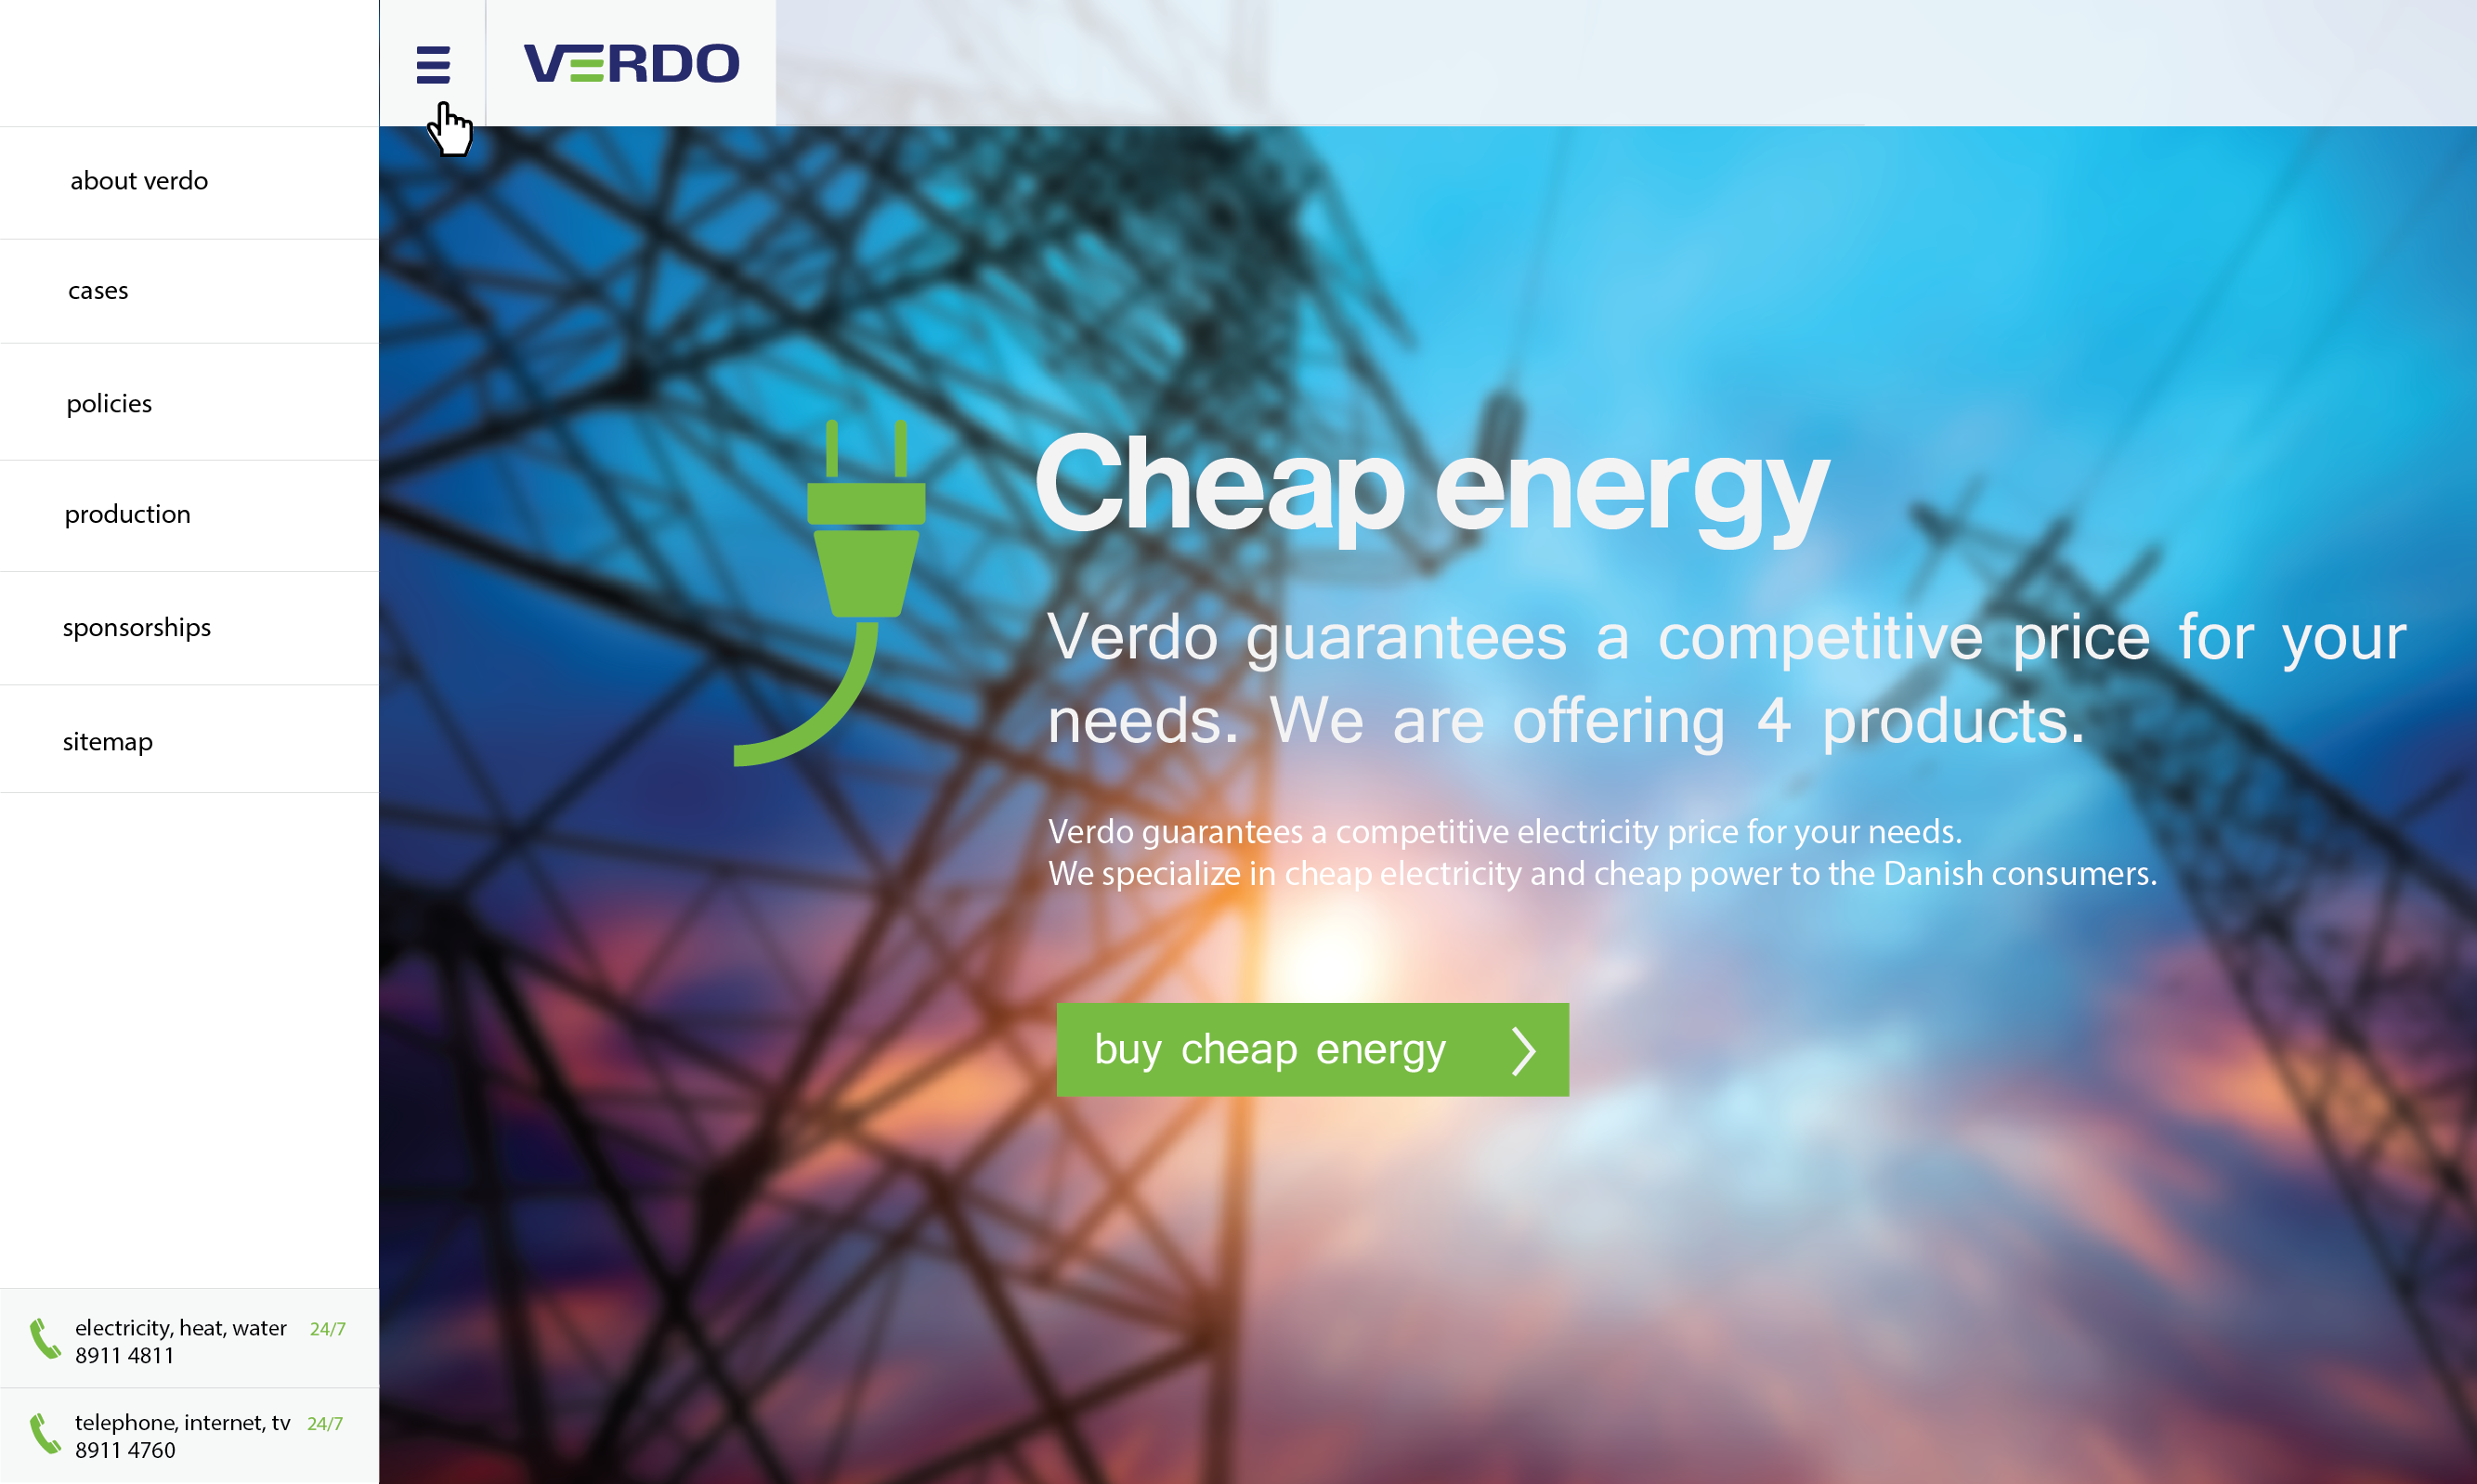 VERDO
about verdo
cases
policies
production
sponsorships
sitemap
electricity, heat, water 24/7
8911 4811
telephone, internet, tv 24/7
8911 4760
Cheap energy
Verdo guarantees a competitive price for your
needs. We are offering 4 products.
Verdo guarantees a competitive electricity price for your needs.
We specialize in cheap electricity and cheap power to the Danish consumers.
buy cheap energy